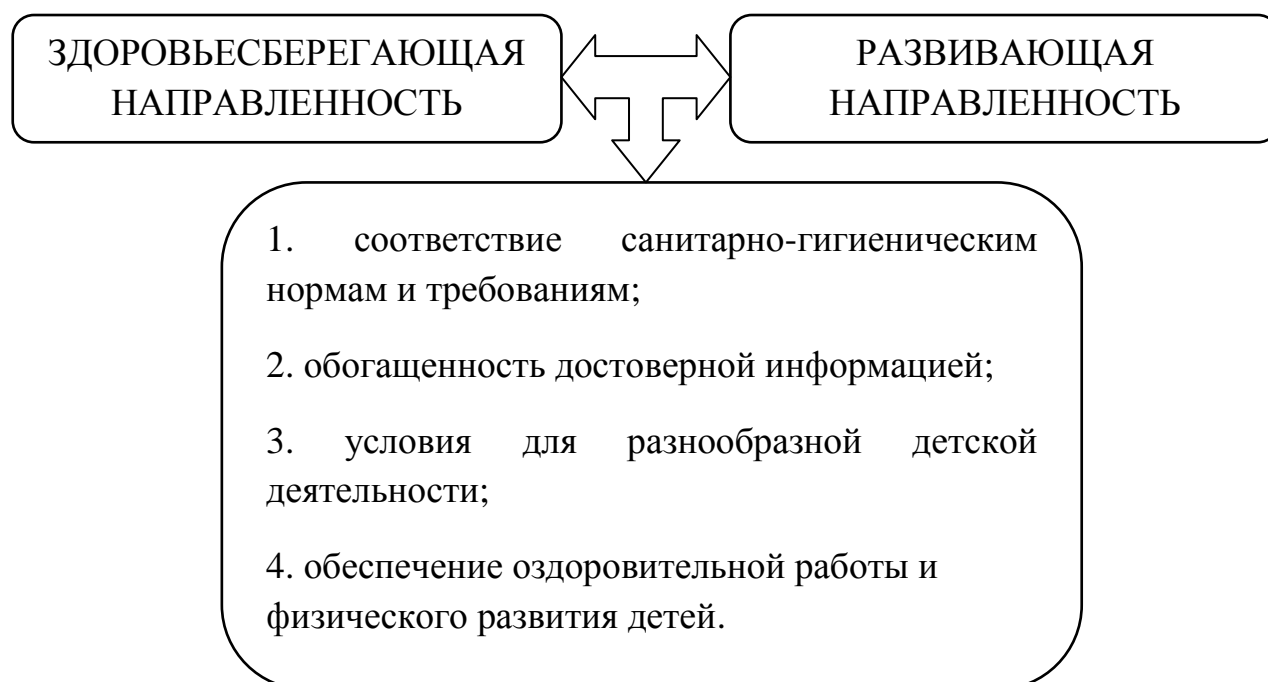 ЗДОРОВЬЕСБЕРЕГАЮЩАЯ
НАПРАВЛЕННОСТЬ
РАЗВИВАЮЩАЯ
НАПРАВЛЕННОСТЬ
1. соответствие санитарно-гигиеническим
нормам и требованиям;
2. обогащенность достоверной информацией;
3. условия для разнообразной детской
деятельности;
4. обеспечение оздоровительной работы и
физического развития детей.